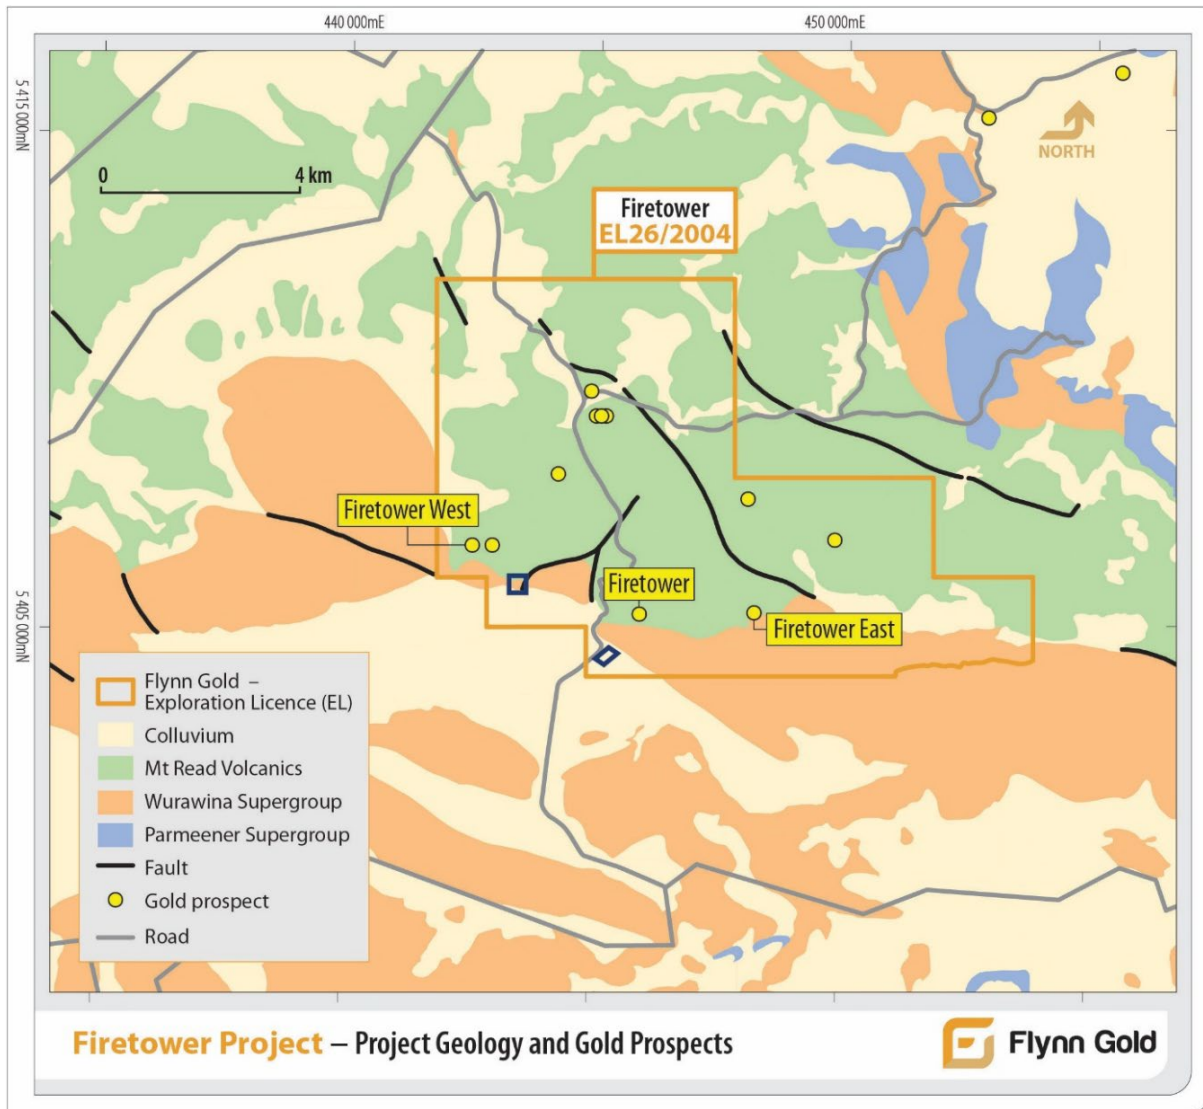 440 000mE
450 000mE
5 415 000mN
0
4 km
NORTH
Firetower
EL26/2004
Firetower West
Firetower
Firetower East
5 405 000mN
Flynn Gold –
Exploration Licence (EL)
Colluvium
Mt Read Volcanics
Wurawina Supergroup
Parmeener Supergroup
Fault
Gold prospect
Road
Firetower Project – Project Geology and Gold Prospects
Flynn Gold